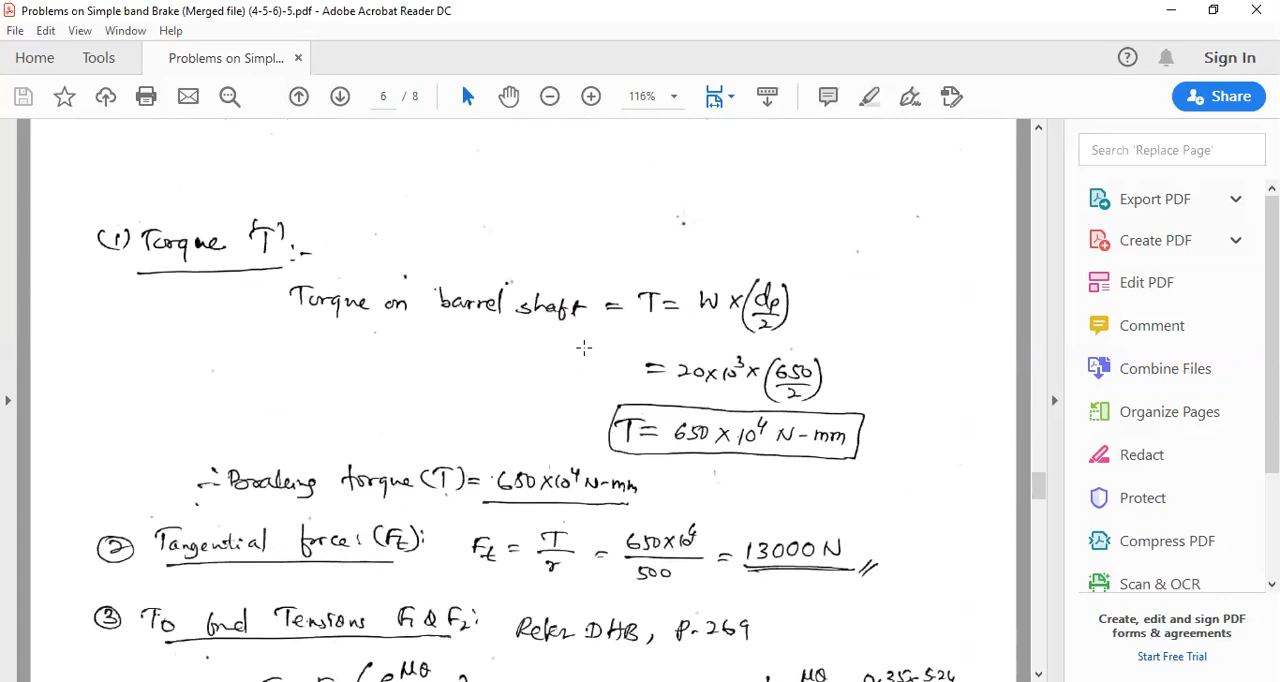 Problems on Simple band Brake (Merged file) (4-5-6)-5.pdf - Adobe Acrobat Reader DC
File Edit View Window Help
Home Tools Problems on Simpl... × Sign In
6 / 8 116% Share
Search 'Replace Page'
Export PDF
Create PDF
Edit PDF
Comment
Combine Files
Organize Pages
Redact
Protect
Compress PDF
Scan & OCR
Create, edit and sign PDF
forms & agreements
Start Free Trial
(1) Torque 'T' :-
Torque on 'barrel' shaft = T = W × (dp/2)
= 20×10³ × (650/2)
T = 650 × 10⁴ N-mm
∴ Braking torque (T) = 650×10⁴ N-mm
② Tangential force: (Ft): Ft = T/r = 650×10⁴/500 = 13000 N //
③ To find Tensions F₁ & F₂: Refer DHB, P. 269